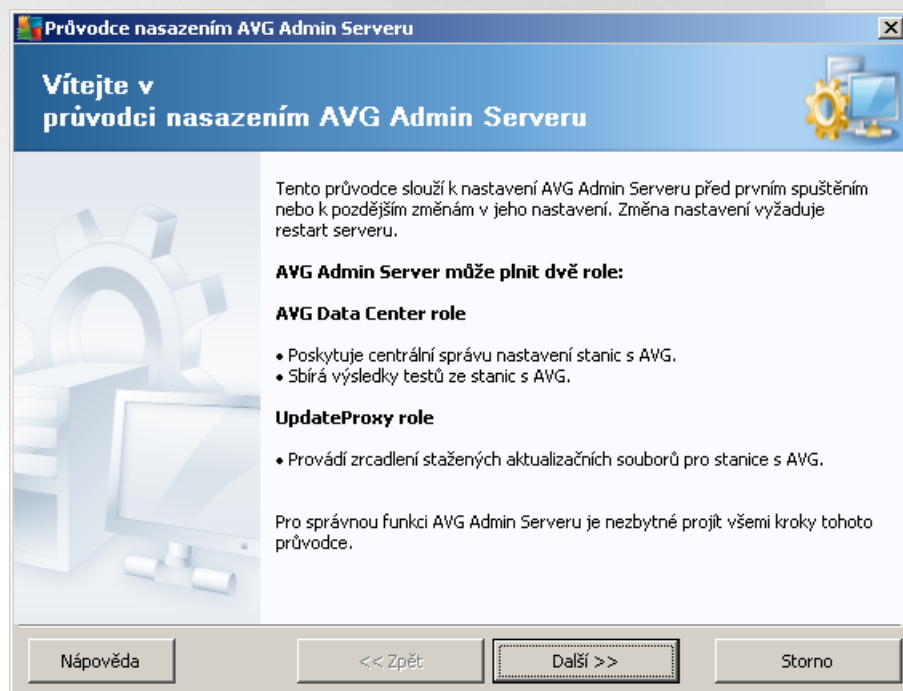 Průvodce nasazením AVG Admin Serveru
Vítejte v
průvodci nasazením AVG Admin Serveru
Tento průvodce slouží k nastavení AVG Admin Serveru před prvním spuštěním
nebo k pozdějším změnám v jeho nastavení. Změna nastavení vyžaduje
restart serveru.
AVG Admin Server může plnit dvě role:
AVG Data Center role
• Poskytuje centrální správu nastavení stanic s AVG.
• Sbírá výsledky testů ze stanic s AVG.
UpdateProxy role
• Provádí zrcadlení stažených aktualizačních souborů pro stanice s AVG.
Pro správnou funkci AVG Admin Serveru je nezbytné projít všemi kroky tohoto
průvodce.
Nápověda
<< Zpět
Další >>
Storno